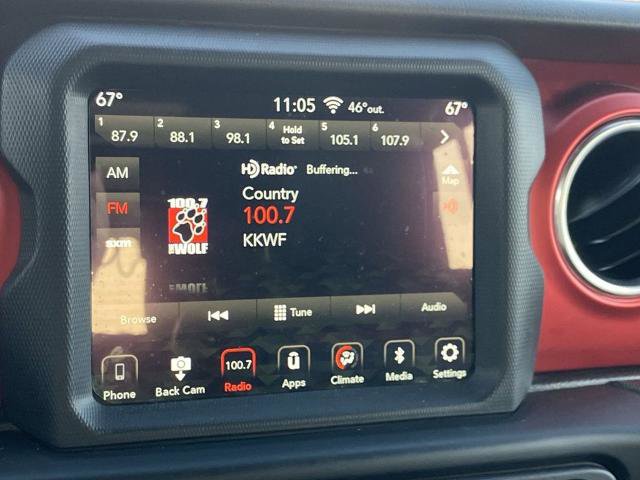 67° 11:05 46°out. 67°
1 87.9 2 88.1 3 98.1 4 Hold to Set 5 105.1 6 107.9
AM
HD Radio Buffering...
Map
FM
Country
100.7
KKWF
sxm
100.7
THE WOLF
Browse Tune Audio
Phone Back Cam 100.7 Radio Apps Climate Media Settings